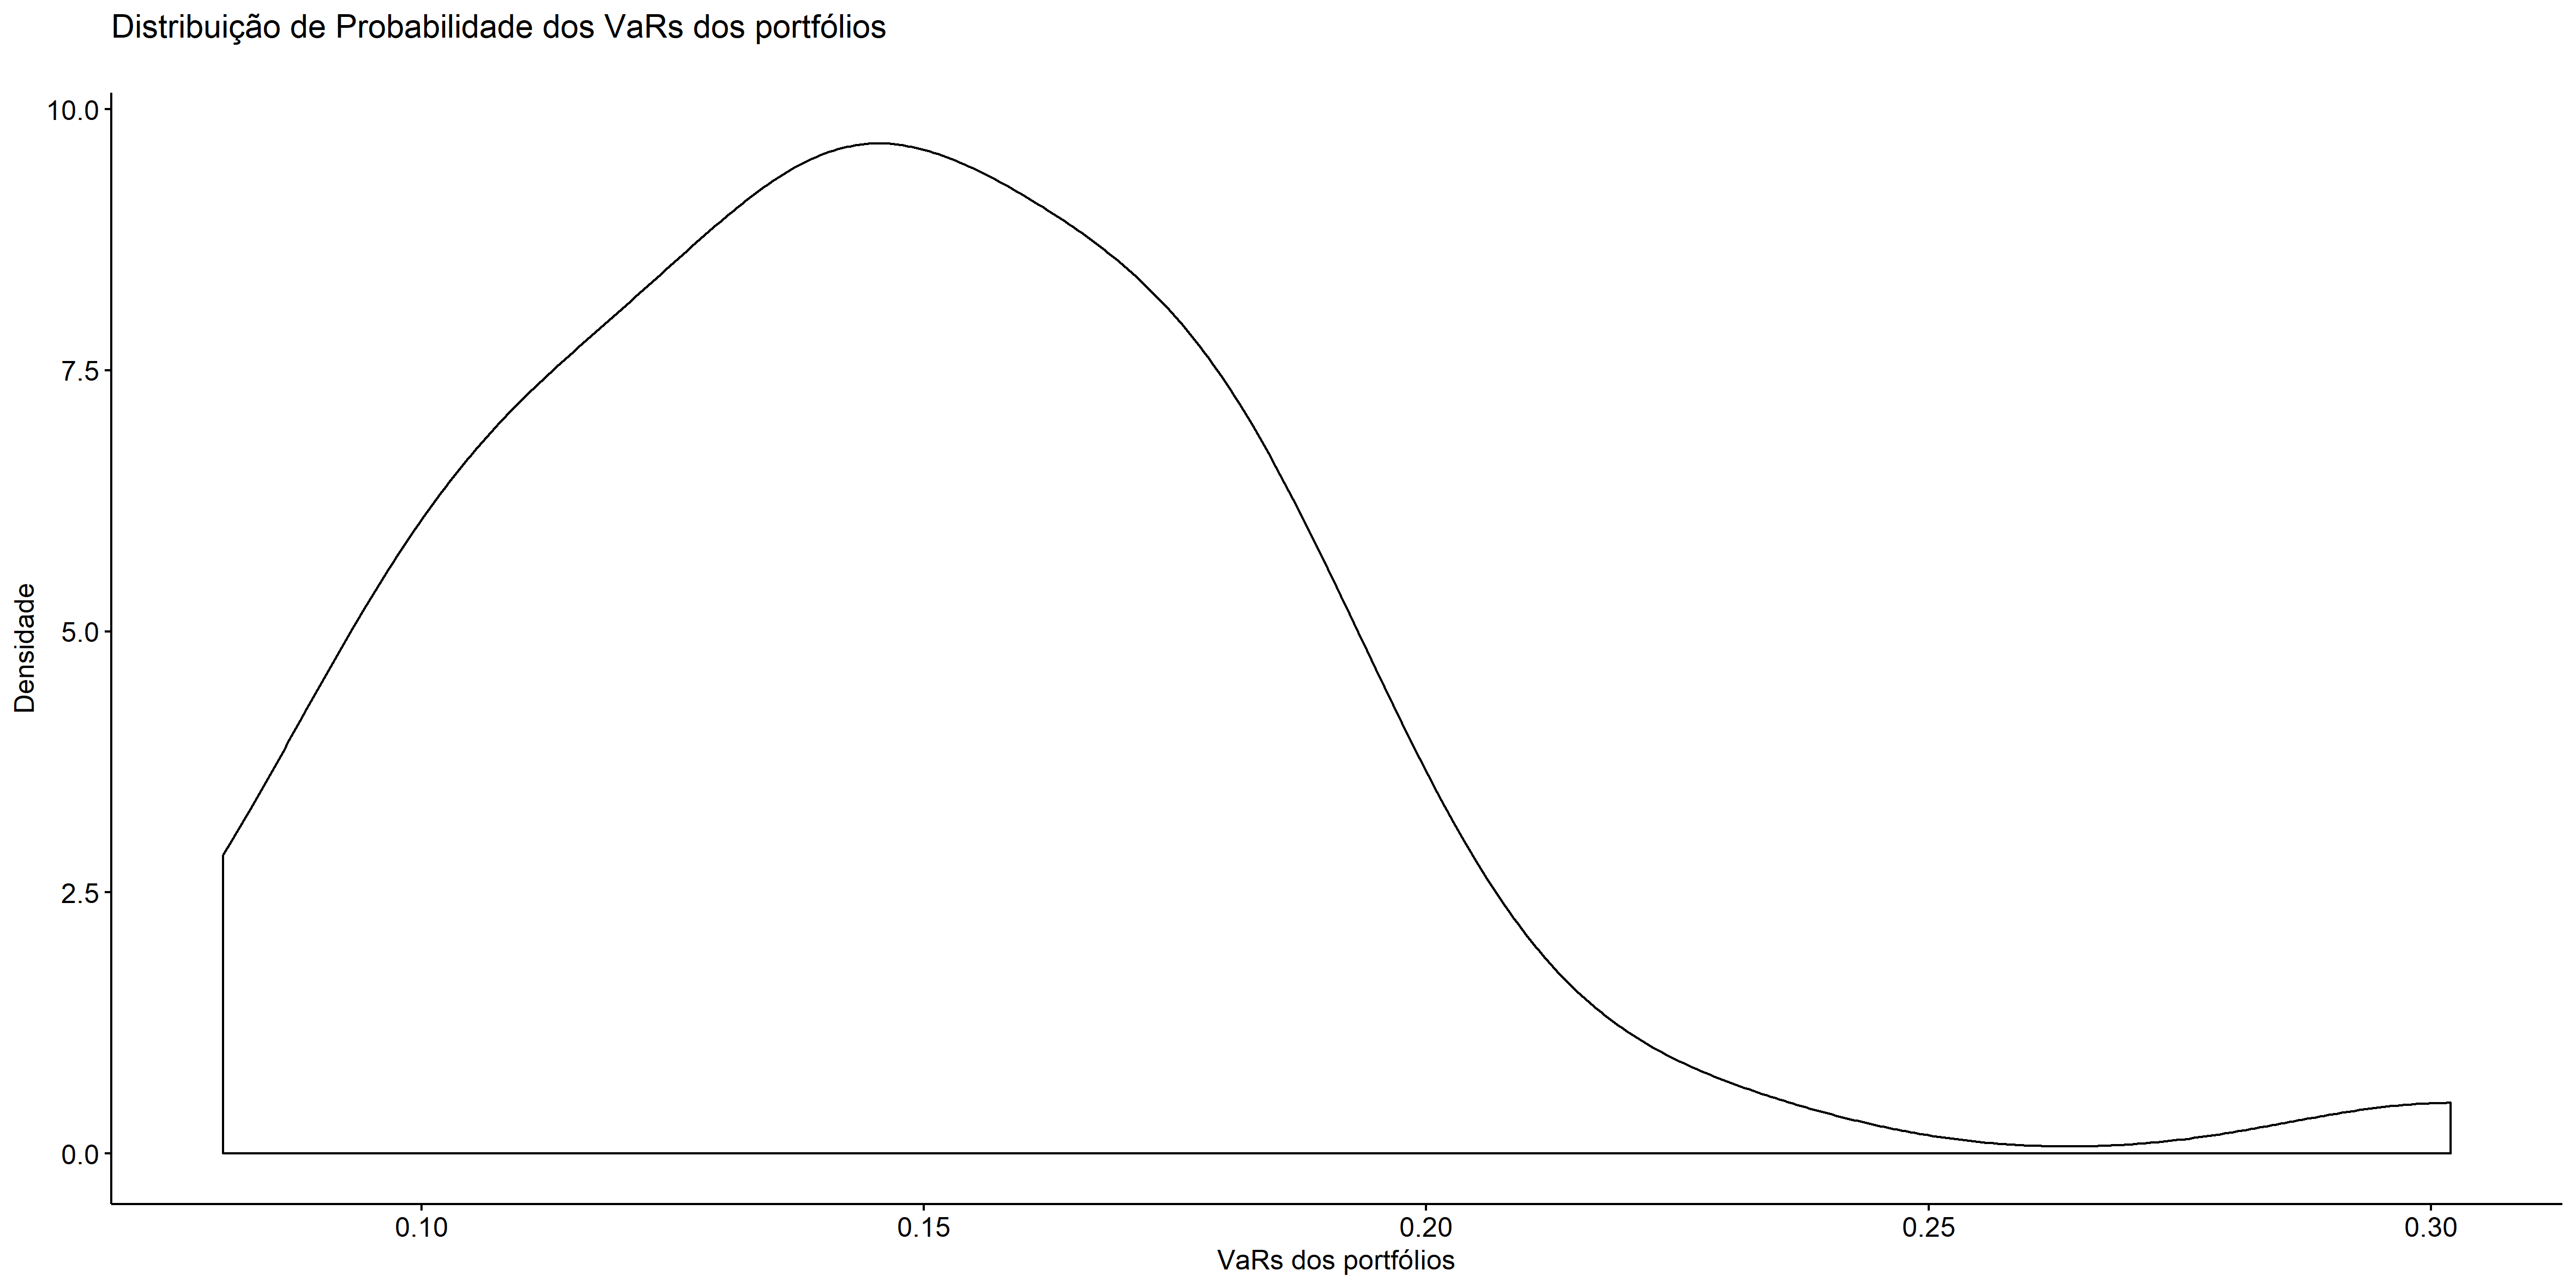 Distribuição de Probabilidade dos VaRs dos portfólios
10.0
7.5
5.0
2.5
0.0
Densidade
0.10 0.15 0.20 0.25 0.30
VaRs dos portfólios